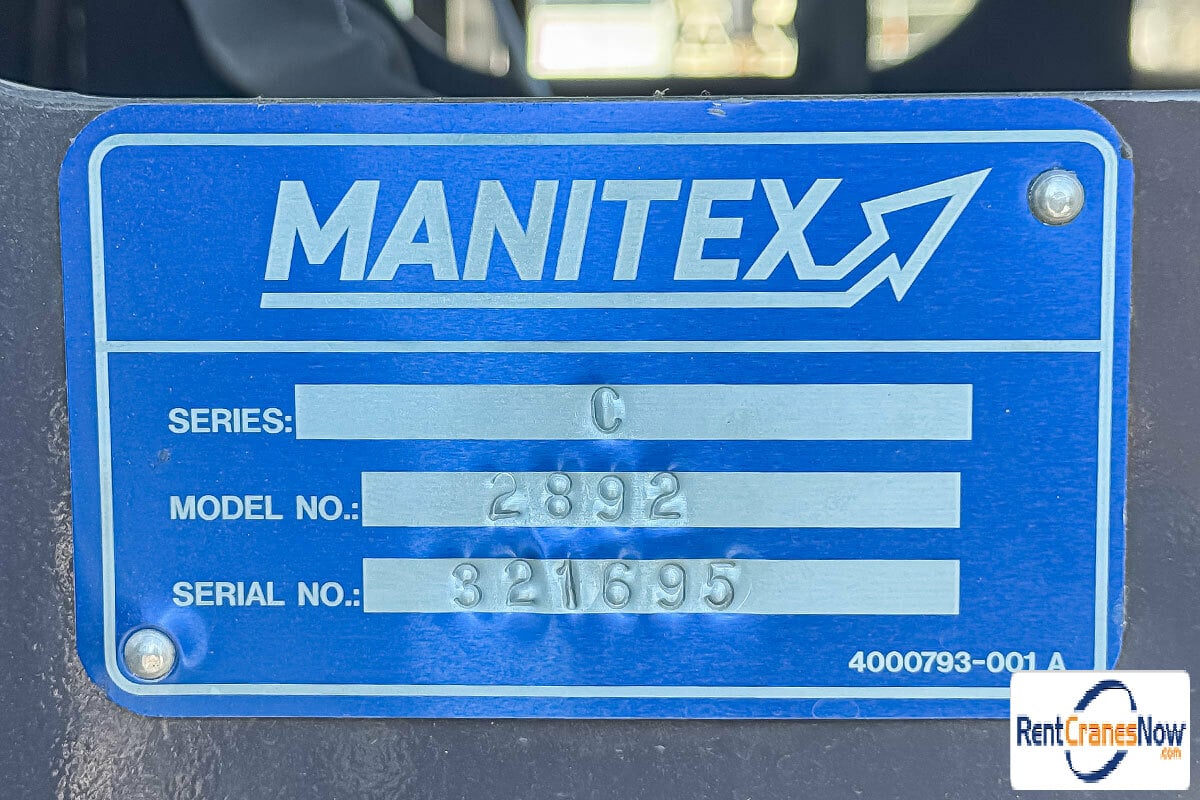 MANITEX
SERIES: C
MODEL NO.: 2892
SERIAL NO.: 321695
4000793-001 A
RentCranesNow
.com